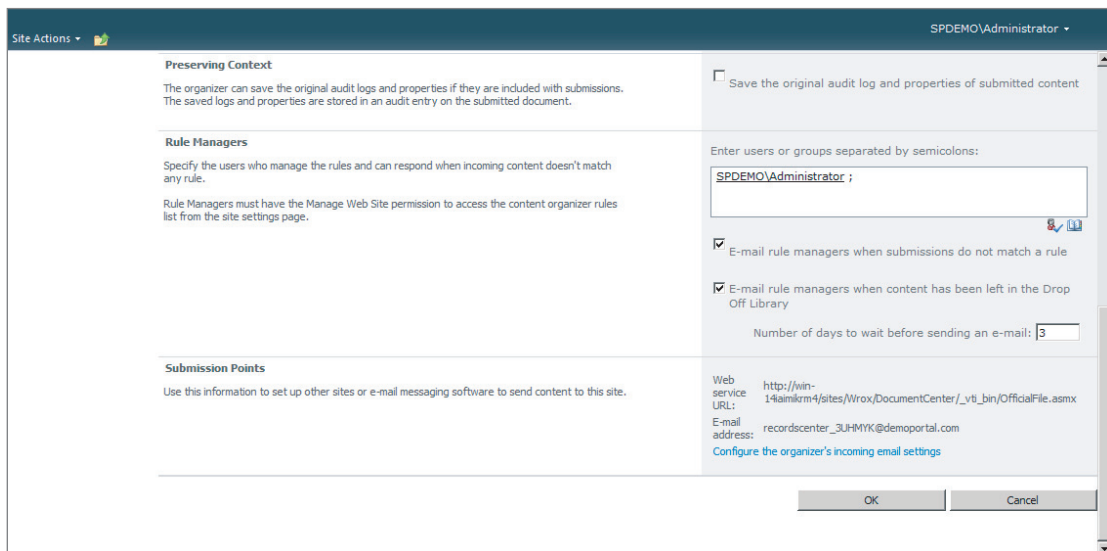 SPDEMO\Administrator
Site Actions
Preserving Context
The organizer can save the original audit logs and properties if they are included with submissions.
The saved logs and properties are stored in an audit entry on the submitted document.
Save the original audit log and properties of submitted content
Rule Managers
Specify the users who manage the rules and can respond when incoming content doesn't match
any rule.
Rule Managers must have the Manage Web Site permission to access the content organizer rules
list from the site settings page.
Enter users or groups separated by semicolons:
SPDEMO\Administrator ;
E-mail rule managers when submissions do not match a rule
E-mail rule managers when content has been left in the Drop
Off Library
Number of days to wait before sending an e-mail: 3
Submission Points
Use this information to set up other sites or e-mail messaging software to send content to this site.
Web
service
URL:
http://win-
14iaimikrm4/sites/Wrox/DocumentCenter/_vti_bin/OfficialFile.asmx
E-mail
address:
recordscenter_3UHMYK@demoportal.com
Configure the organizer's incoming email settings
OK
Cancel